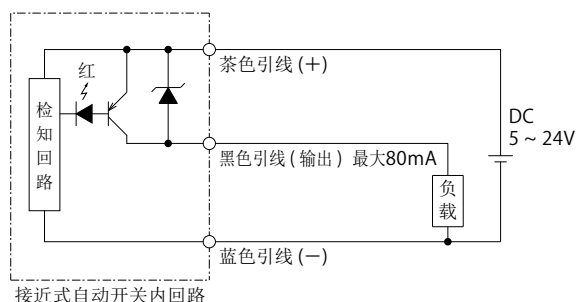 红
检知回路
茶色引线 (+)
DC
5 ~ 24V
黑色引线 ( 输出 ) 最大80mA
负载
蓝色引线 (—)
接近式自动开关内回路